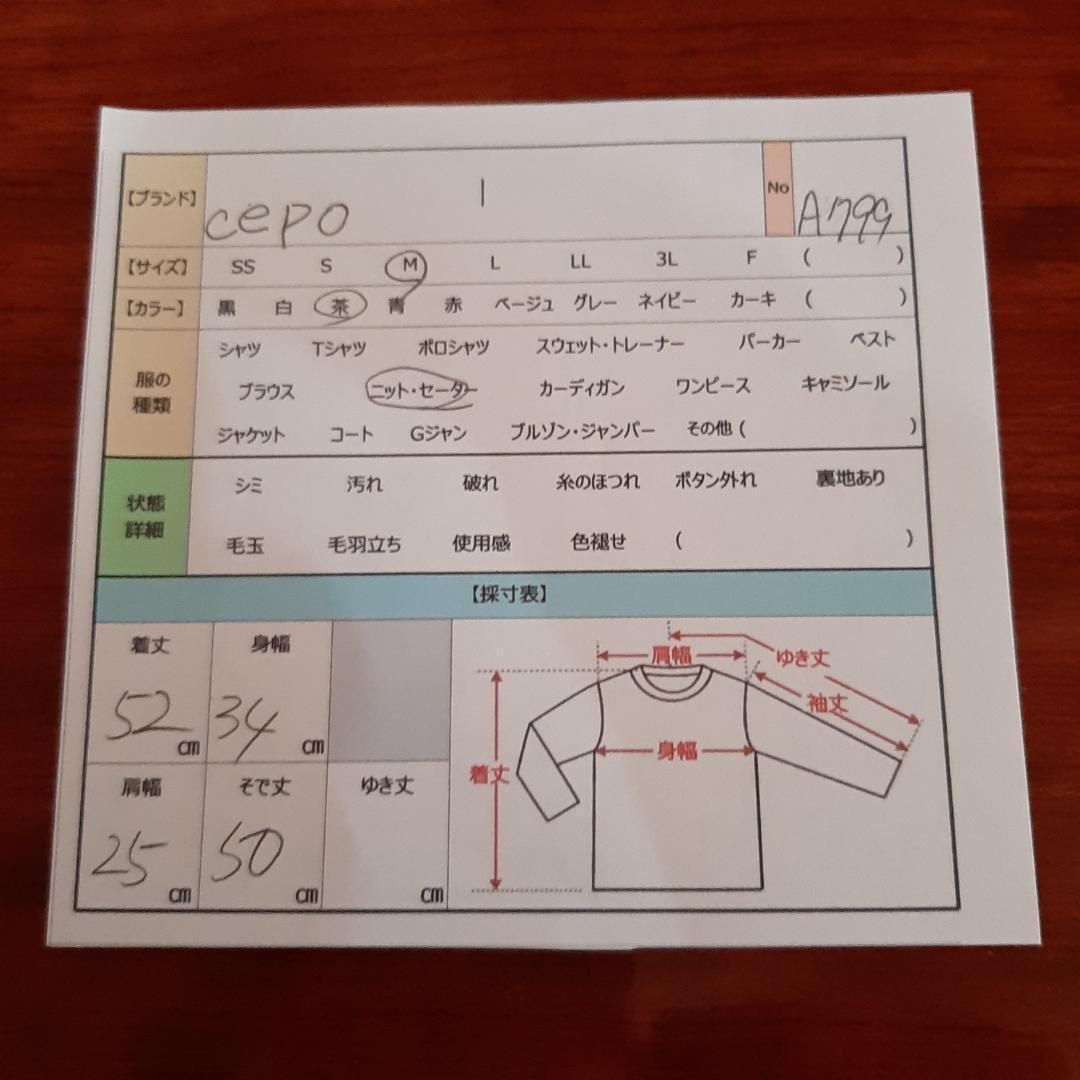 【ブランド】 cepo | No A799
【サイズ】 SS S M L LL 3L F ( )
【カラー】 黒 白 茶 青 赤 ベージュ グレー ネイビー カーキ ( )
服の種類
シャツ Tシャツ ポロシャツ スウェット・トレーナー パーカー ベスト
ブラウス ニット・セーター カーディガン ワンピース キャミソール
ジャケット コート Gジャン ブルゾン・ジャンパー その他 ( )
状態詳細
シミ 汚れ 破れ 糸のほつれ ボタン外れ 裏地あり
毛玉 毛羽立ち 使用感 色褪せ ( )
【採寸表】
着丈 身幅
52 cm 34 cm
肩幅 そで丈 ゆき丈
25 cm 50 cm cm
肩幅 ゆき丈
袖丈
身幅
着丈